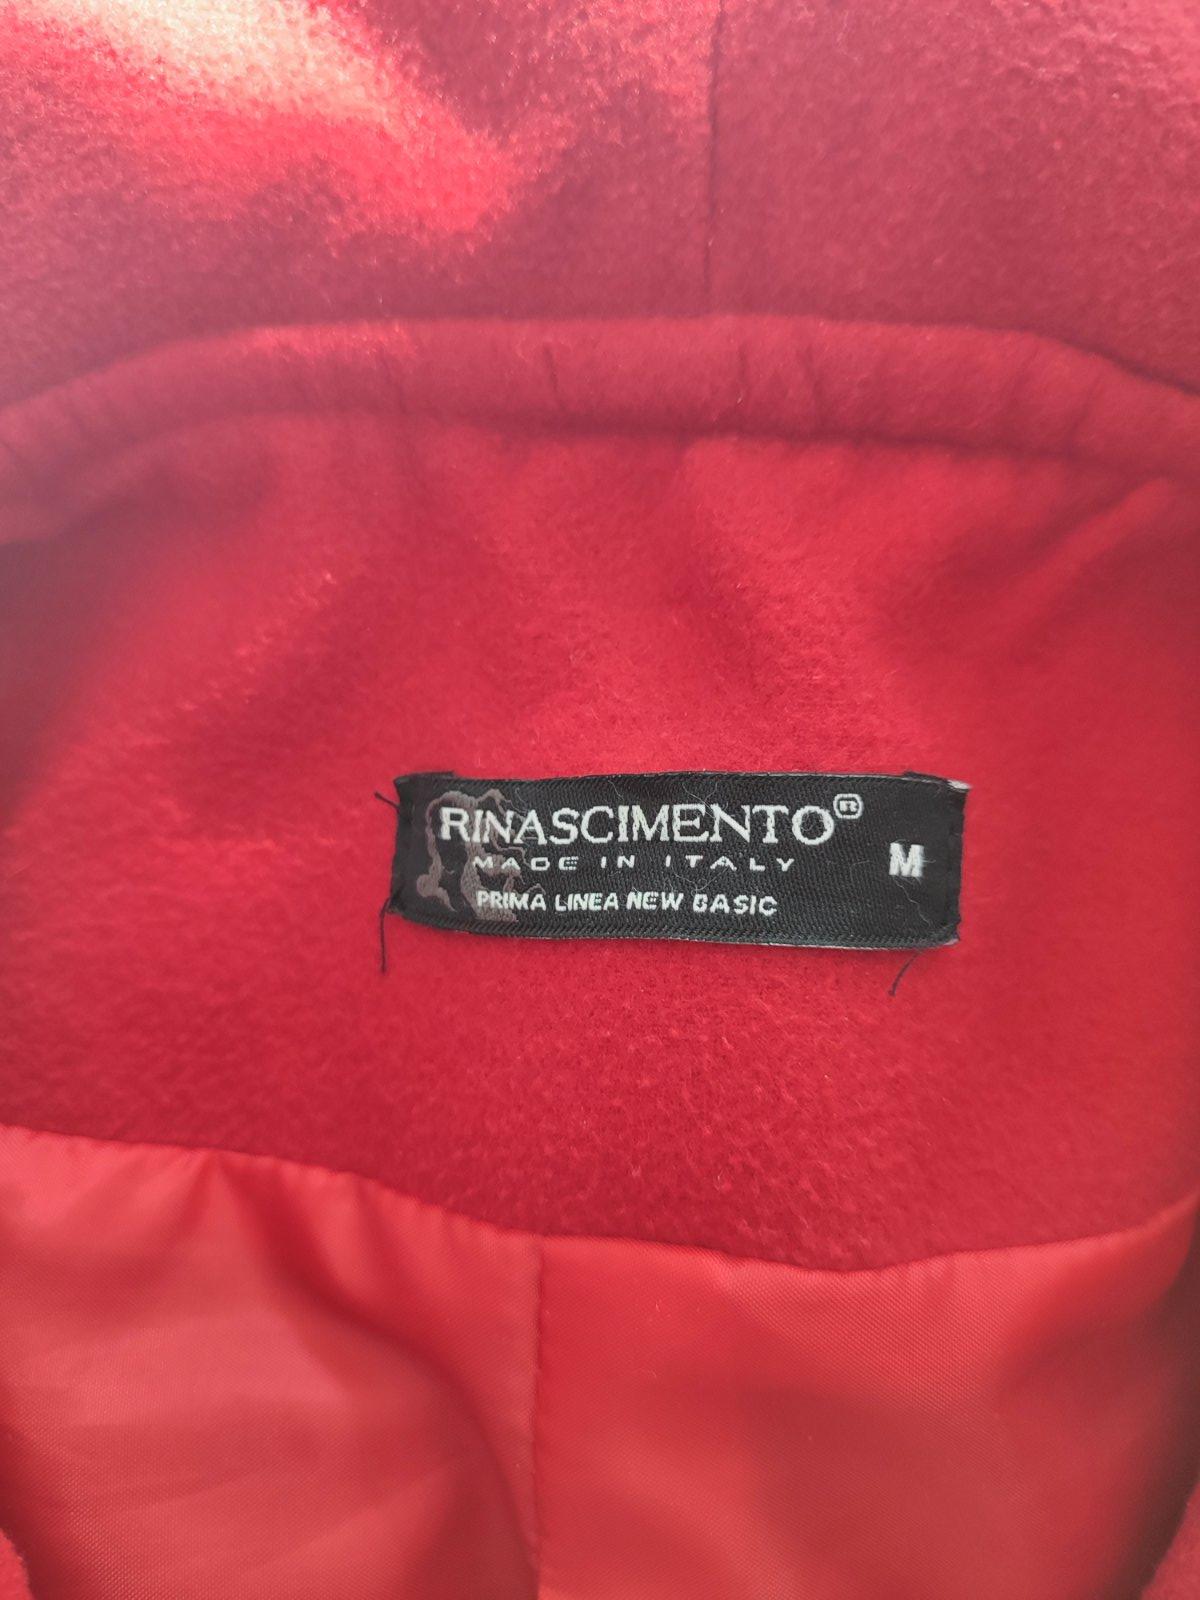 RINASCIMENTO®
MADE IN ITALY
M
PRIMA LINEA NEW BASIC